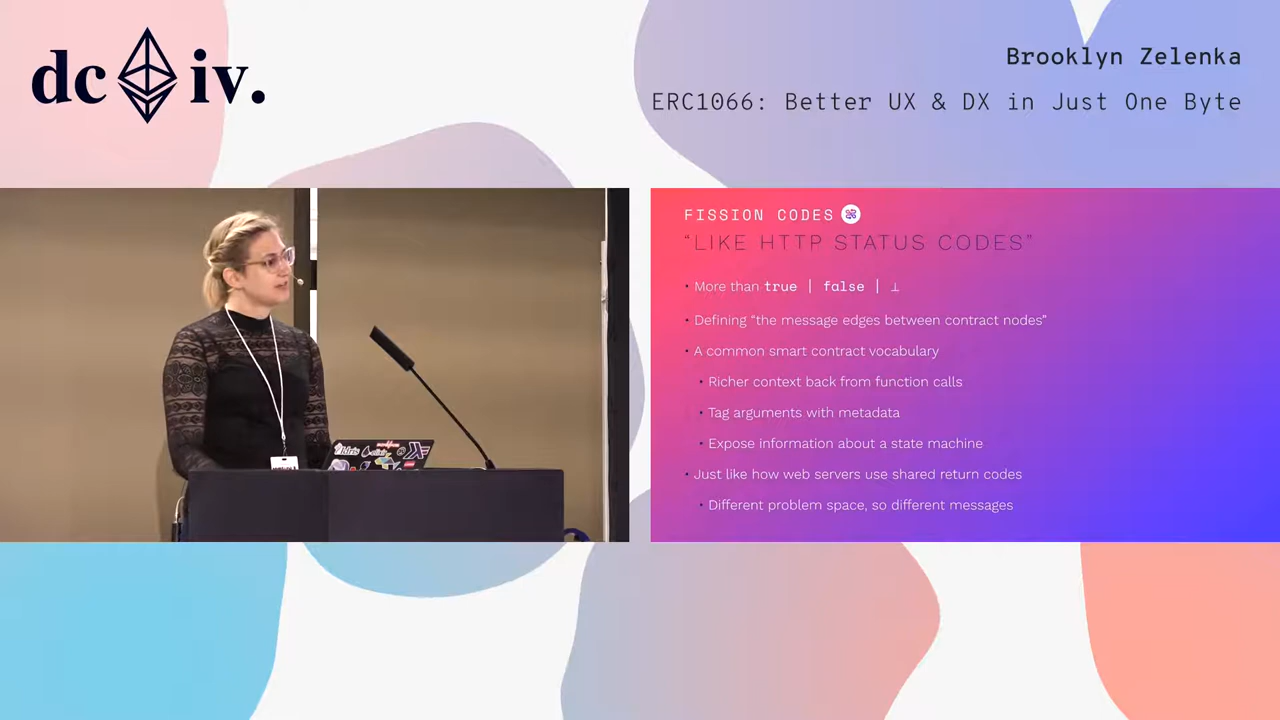 dc iv.
Brooklyn Zelenka
ERC1066: Better UX & DX in Just One Byte
FISSION CODES
“LIKE HTTP STATUS CODES”
• More than true | false | ⊥
• Defining “the message edges between contract nodes”
• A common smart contract vocabulary
• Richer context back from function calls
• Tag arguments with metadata
• Expose information about a state machine
• Just like how web servers use shared return codes
• Different problem space, so different messages